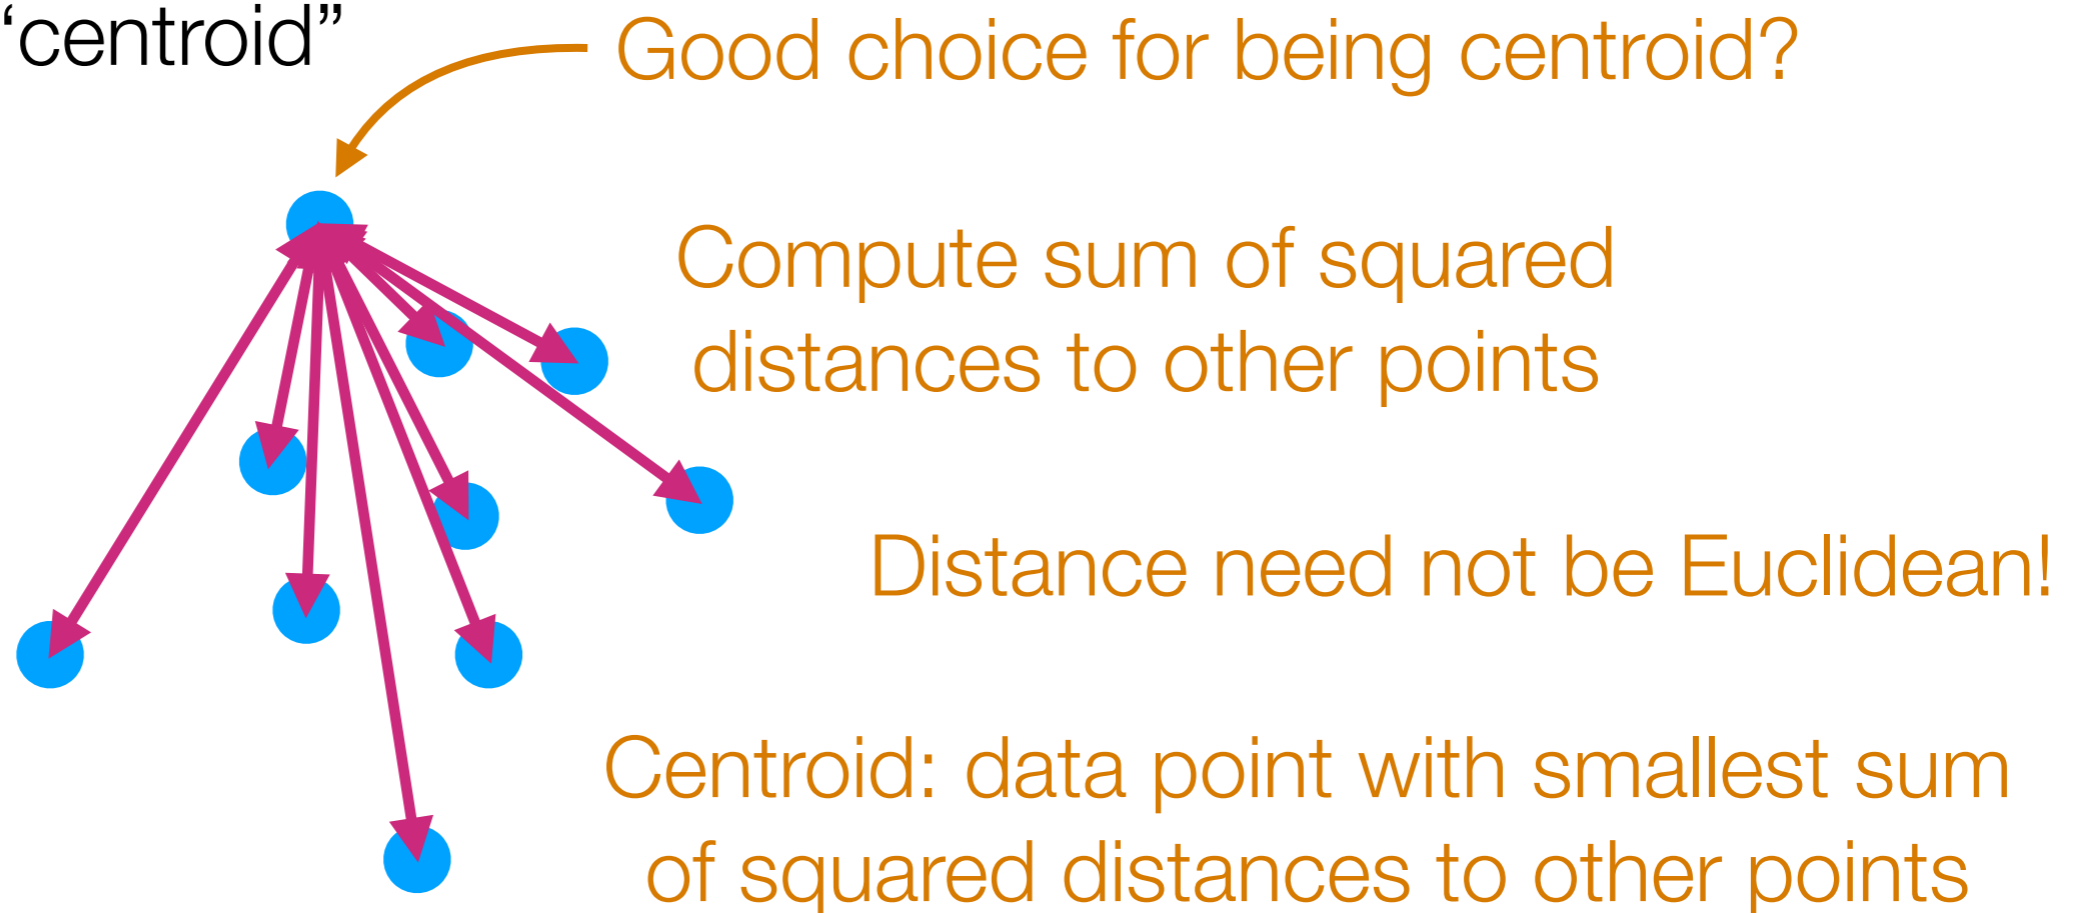 ‘centroid”
Good choice for being centroid?
Compute sum of squared
distances to other points
Distance need not be Euclidean!
Centroid: data point with smallest sum
of squared distances to other points